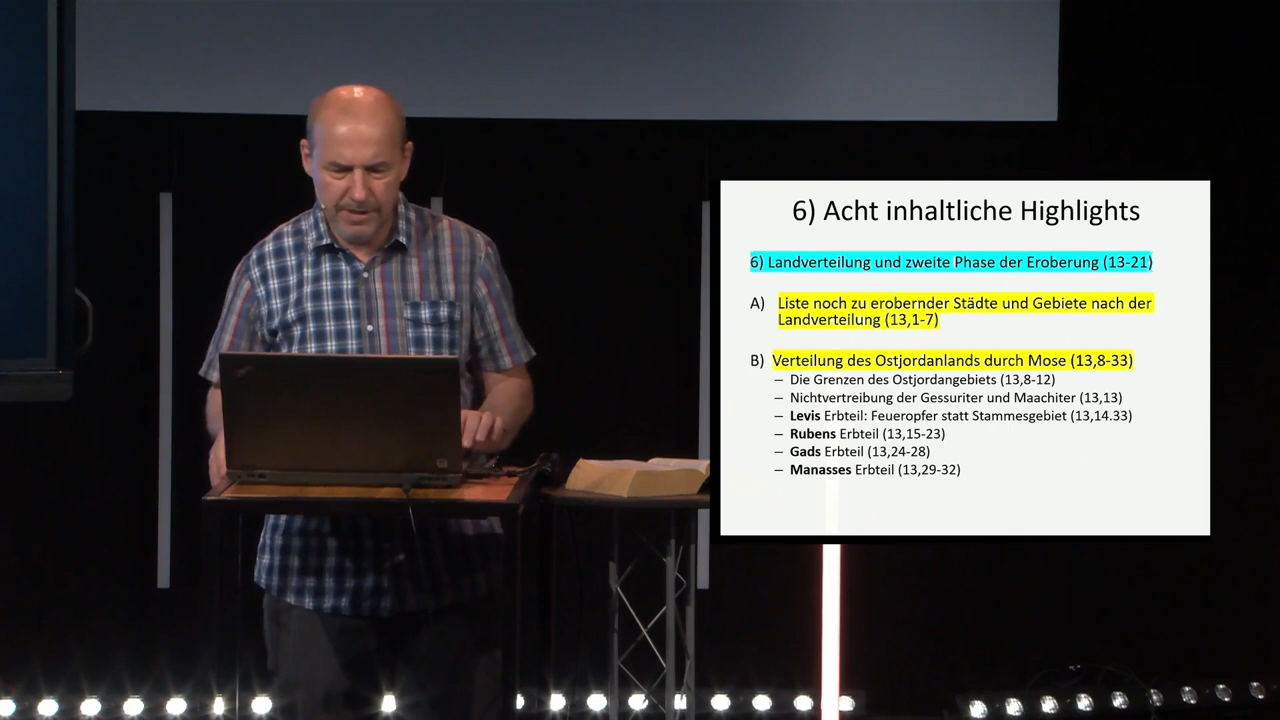 6) Acht inhaltliche Highlights
6) Landverteilung und zweite Phase der Eroberung (13-21)
A) Liste noch zu erobernder Städte und Gebiete nach der
Landverteilung (13,1-7)
B) Verteilung des Ostjordanlands durch Mose (13,8-33)
– Die Grenzen des Ostjordangebiets (13,8-12)
– Nichtvertreibung der Gessuriter und Maachiter (13,13)
– Levis Erbteil: Feueropfer statt Stammesgebiet (13,14.33)
– Rubens Erbteil (13,15-23)
– Gads Erbteil (13,24-28)
– Manasses Erbteil (13,29-32)